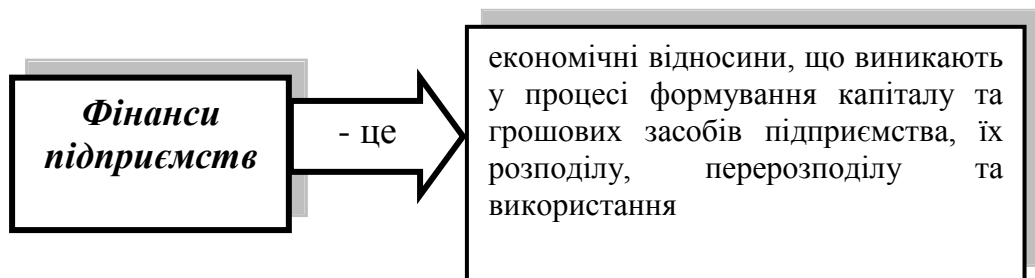 Фінанси
підприємств
- це
економічні відносини, що виникають
у процесі формування капіталу та
грошових засобів підприємства, їх
розподілу, перерозподілу та
використання